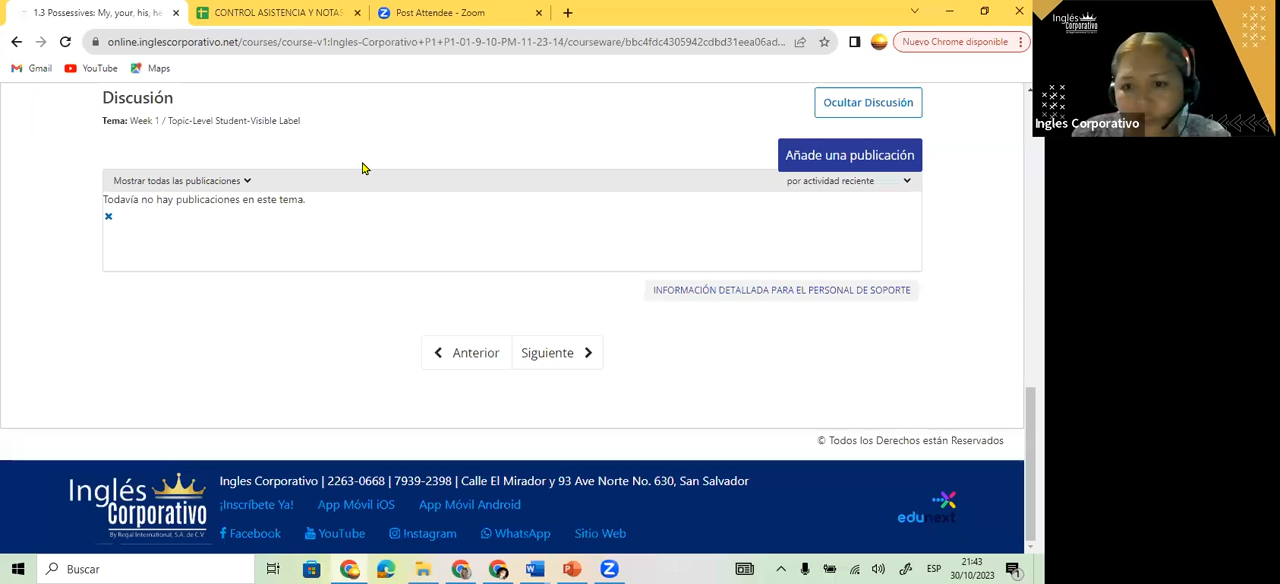 1.3 Possessives: My, your, his, he
CONTROL ASISTENCIA Y NOTAS
Post Attendee - Zoom
online.inglescorporativo.net/courses/course-v1:Ingles-Corporativo+P1+P1-01-9-10-PM-11-23-14/courseware/bbc4fdc4305942cdbd31eea06ad...
Nuevo Chrome disponible
Gmail
YouTube
Maps
Inglés
Corporativo
Ingles Corporativo
Discusión
Ocultar Discusión
Tema: Week 1 / Topic-Level Student-Visible Label
Añade una publicación
Mostrar todas las publicaciones
por actividad reciente
Todavía no hay publicaciones en este tema.
INFORMACIÓN DETALLADA PARA EL PERSONAL DE SOPORTE
Anterior
Siguiente
© Todos los Derechos están Reservados
Inglés
Corporativo
By Regal International, S.A. de C.V
Ingles Corporativo | 2263-0668 | 7939-2398 | Calle El Mirador y 93 Ave Norte No. 630, San Salvador
¡Inscríbete Ya!
App Móvil iOS
App Móvil Android
Facebook
YouTube
Instagram
WhatsApp
Sitio Web
edunext
Buscar
ESP
21:43
30/10/2023